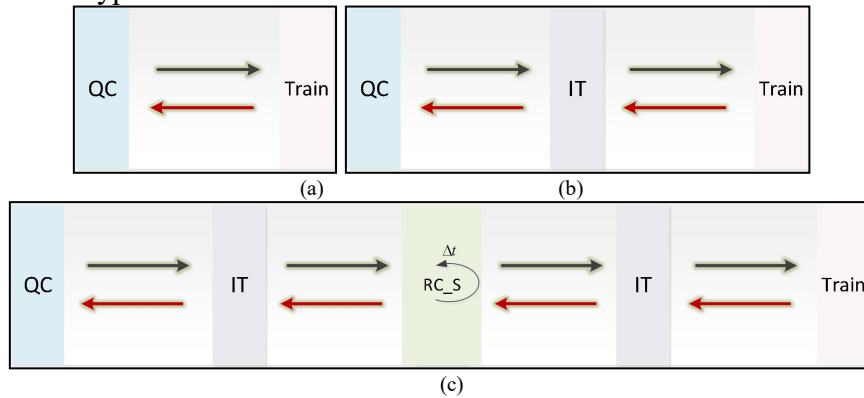 QC Train QC IT Train
(a) (b)
Δt
QC IT RC_S IT Train
(c)